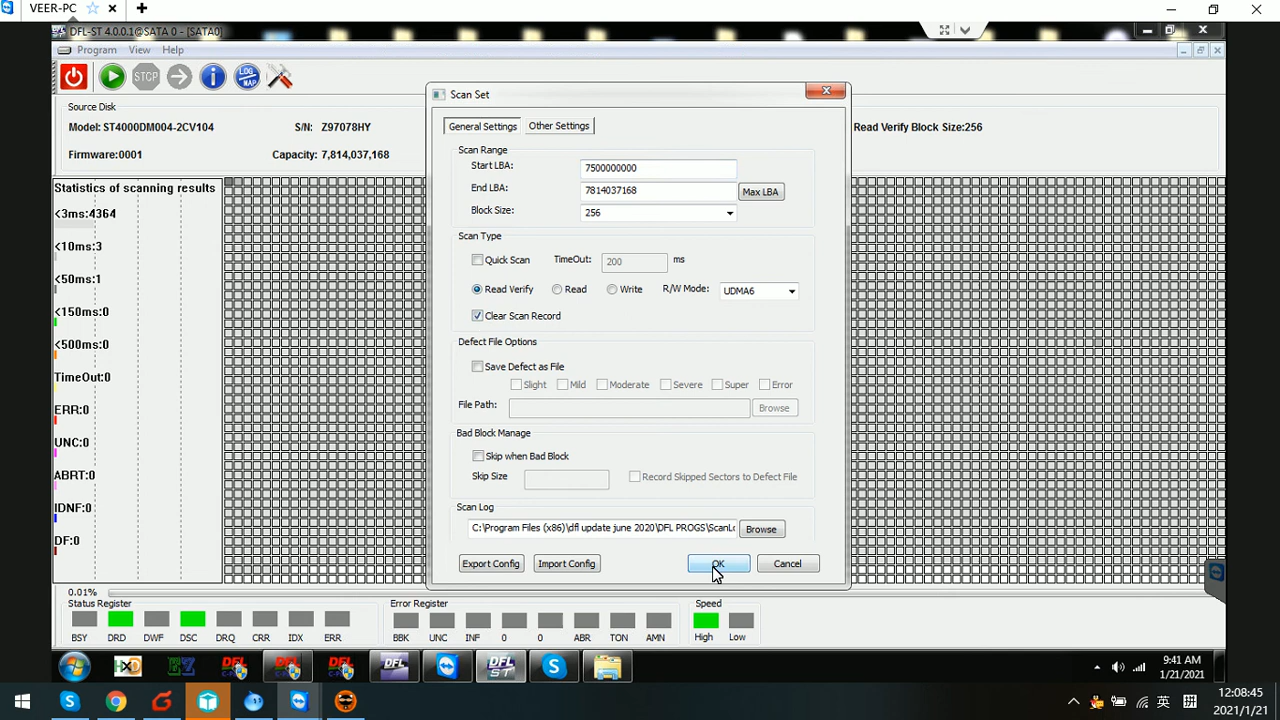 VEER-PC
DFL-ST 4.0.0.1@SATA 0 - [SATA0]
Program View Help
STCP
LOG MAP
Source Disk
Model: ST4000DM004-2CV104 S/N: Z97078HY Read Verify Block Size:256
Firmware:0001 Capacity: 7,814,037,168
Statistics of scanning results
<3ms:4364
<10ms:3
<50ms:1
<150ms:0
<500ms:0
TimeOut:0
ERR:0
UNC:0
ABRT:0
IDNF:0
DF:0
0.01%
Scan Set
General Settings Other Settings
Scan Range
Start LBA: 7500000000
End LBA: 7814037168 Max LBA
Block Size: 256
Scan Type
Quick Scan TimeOut: 200 ms
Read Verify Read Write R/W Mode: UDMA6
Clear Scan Record
Defect File Options
Save Defect as File
Slight Mild Moderate Severe Super Error
File Path: Browse
Bad Block Manage
Skip when Bad Block
Skip Size Record Skipped Sectors to Defect File
Scan Log
C:\Program Files (x86)\dfl update june 2020\DFL PROGS\ScanLo Browse
Export Config Import Config OK Cancel
Status Register Error Register Speed
BSY DRD DWF DSC DRQ CRR IDX ERR BBK UNC INF 0 0 ABR TON AMN High Low
9:41 AM
1/21/2021
12:08:45
英 拼
2021/1/21